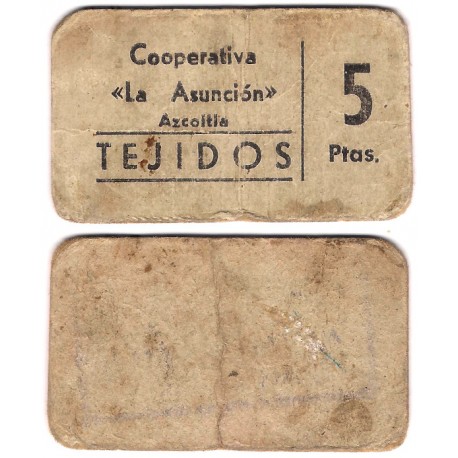 Cooperativa
«La Asunción»
Azcoitia
TEJIDOS
5
Ptas.